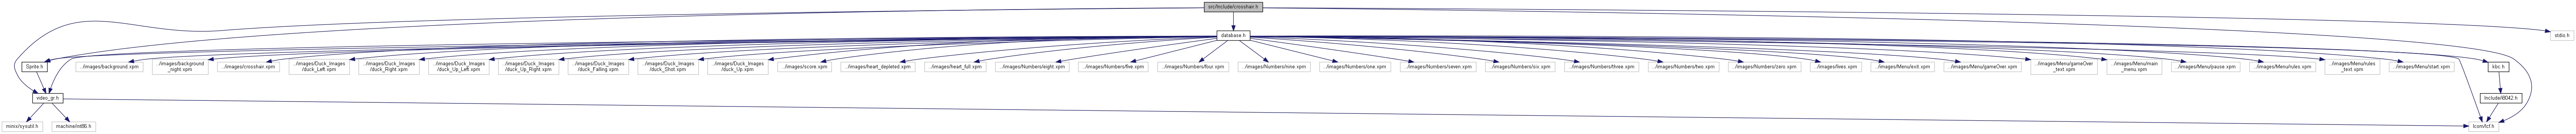 src/Include/crosshair.h
database.h
stdio.h
Sprite.h
../images/background.xpm
../images/background
_night.xpm
../images/crosshair.xpm
../images/Duck_Images
/duck_Left.xpm
../images/Duck_Images
/duck_Right.xpm
../images/Duck_Images
/duck_Up_Left.xpm
../images/Duck_Images
/duck_Up_Right.xpm
../images/Duck_Images
/duck_Falling.xpm
../images/Duck_Images
/duck_Shot.xpm
../images/Duck_Images
/duck_Up.xpm
../images/score.xpm
../images/heart_depleted.xpm
../images/heart_full.xpm
../images/Numbers/eight.xpm
../images/Numbers/five.xpm
../images/Numbers/four.xpm
../images/Numbers/nine.xpm
../images/Numbers/one.xpm
../images/Numbers/seven.xpm
../images/Numbers/six.xpm
../images/Numbers/three.xpm
../images/Numbers/two.xpm
../images/Numbers/zero.xpm
../images/lives.xpm
../images/Menu/exit.xpm
../images/Menu/gameOver.xpm
../images/Menu/gameOver
_text.xpm
../images/Menu/main
_menu.xpm
../images/Menu/pause.xpm
../images/Menu/rules.xpm
../images/Menu/rules
_text.xpm
../images/Menu/start.xpm
kbc.h
video_gr.h
Include/i8042.h
minix/sysutil.h
machine/int86.h
lcom/lcf.h